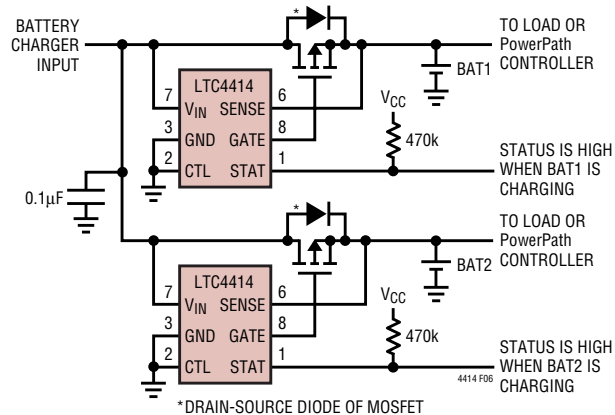 BATTERY
CHARGER
INPUT
*
TO LOAD OR
PowerPath
CONTROLLER
BAT1
LTC4414
7
VIN SENSE
6
3
GND GATE
8
2
CTL STAT
1
VCC
470k
STATUS IS HIGH
WHEN BAT1 IS
CHARGING
0.1µF
*
TO LOAD OR
PowerPath
CONTROLLER
BAT2
LTC4414
7
VIN SENSE
6
3
GND GATE
8
2
CTL STAT
1
VCC
470k
STATUS IS HIGH
WHEN BAT2 IS
CHARGING
4414 F06
*DRAIN-SOURCE DIODE OF MOSFET